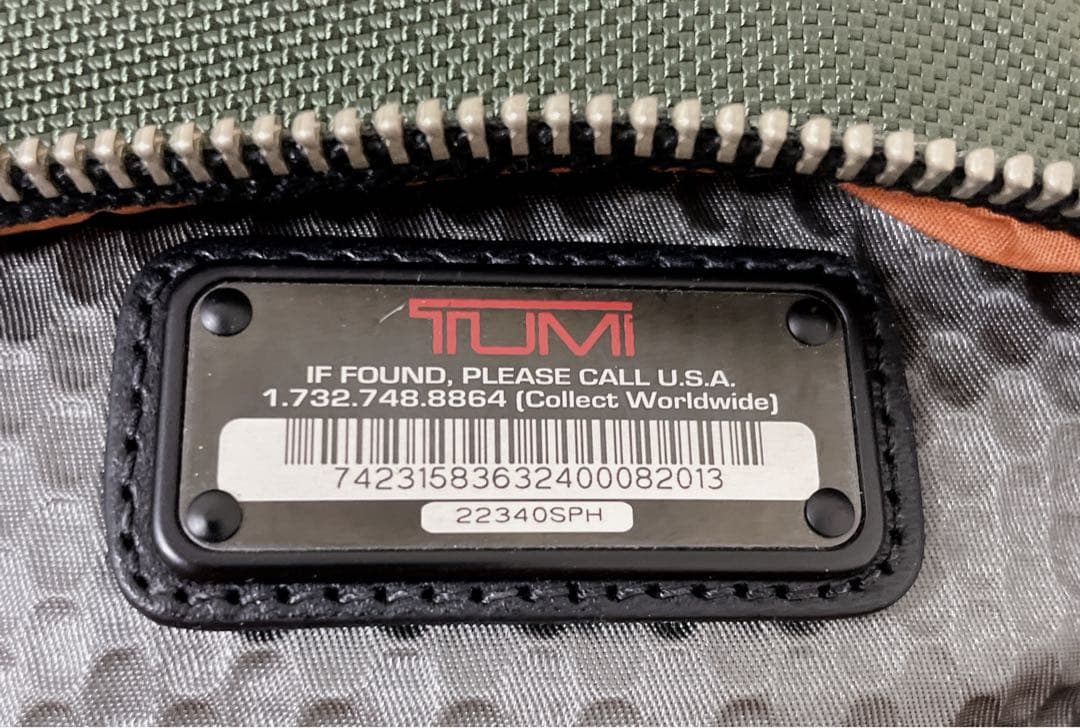 TUMI
IF FOUND, PLEASE CALL U.S.A.
1.732.748.8864 (Collect Worldwide)
74231583632400082013
22340SPH